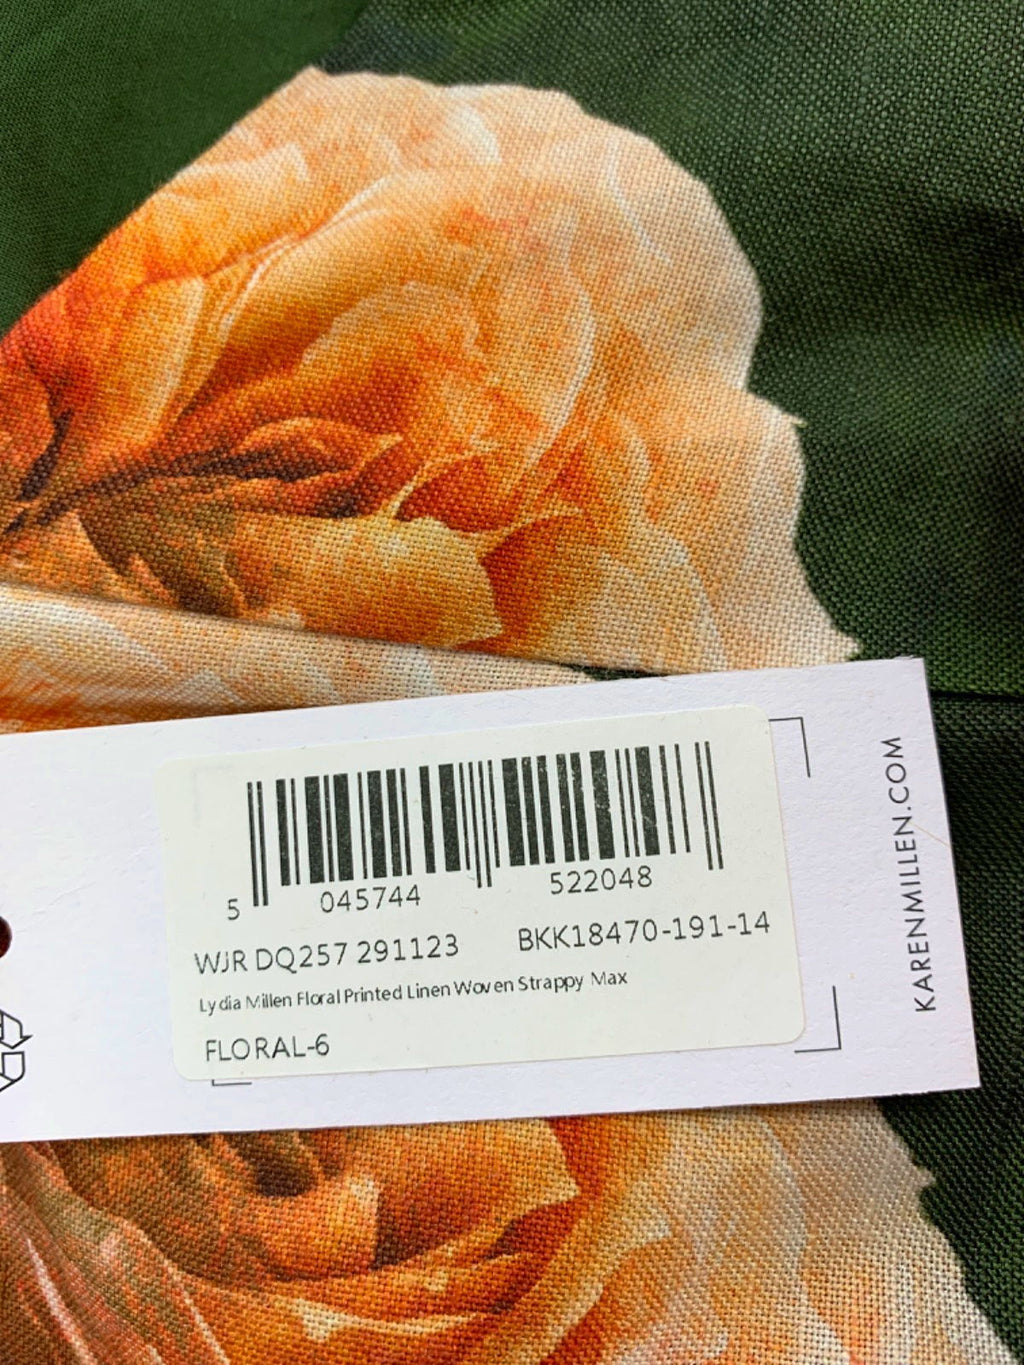 5 045744 522048
WJR DQ257 291123 BKK18470-191-14
Lydia Millen Floral Printed Linen Woven Strappy Max
FLORAL-6
KARENMILLEN.COM